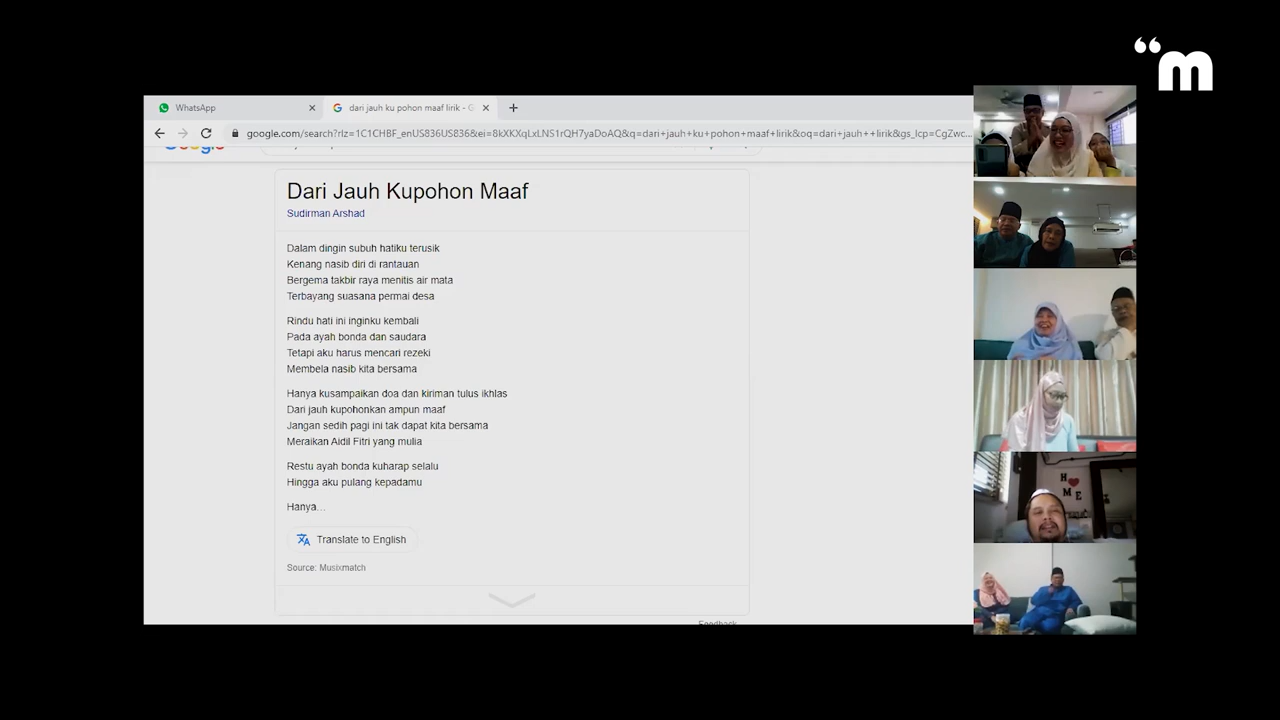 “m
WhatsApp
dari jauh ku pohon maaf lirik - G
google.com/search?rlz=1C1CHBF_enUS836US836&ei=8kXKXqLxLNS1rQH7yaDoAQ&q=dari+jauh+ku+pohon+maaf+lirik&oq=dari+jauh++lirik&gs_lcp=CgZwc...
Google
Dari Jauh Kupohon Maaf
Sudirman Arshad
Dalam dingin subuh hatiku terusik
Kenang nasib diri di rantauan
Bergema takbir raya menitis air mata
Terbayang suasana permai desa
Rindu hati ini inginku kembali
Pada ayah bonda dan saudara
Tetapi aku harus mencari rezeki
Membela nasib kita bersama
Hanya kusampaikan doa dan kiriman tulus ikhlas
Dari jauh kupohonkan ampun maaf
Jangan sedih pagi ini tak dapat kita bersama
Meraikan Aidil Fitri yang mulia
Restu ayah bonda kuharap selalu
Hingga aku pulang kepadamu
Hanya...
Translate to English
Source: Musixmatch
Feedback
H
M E